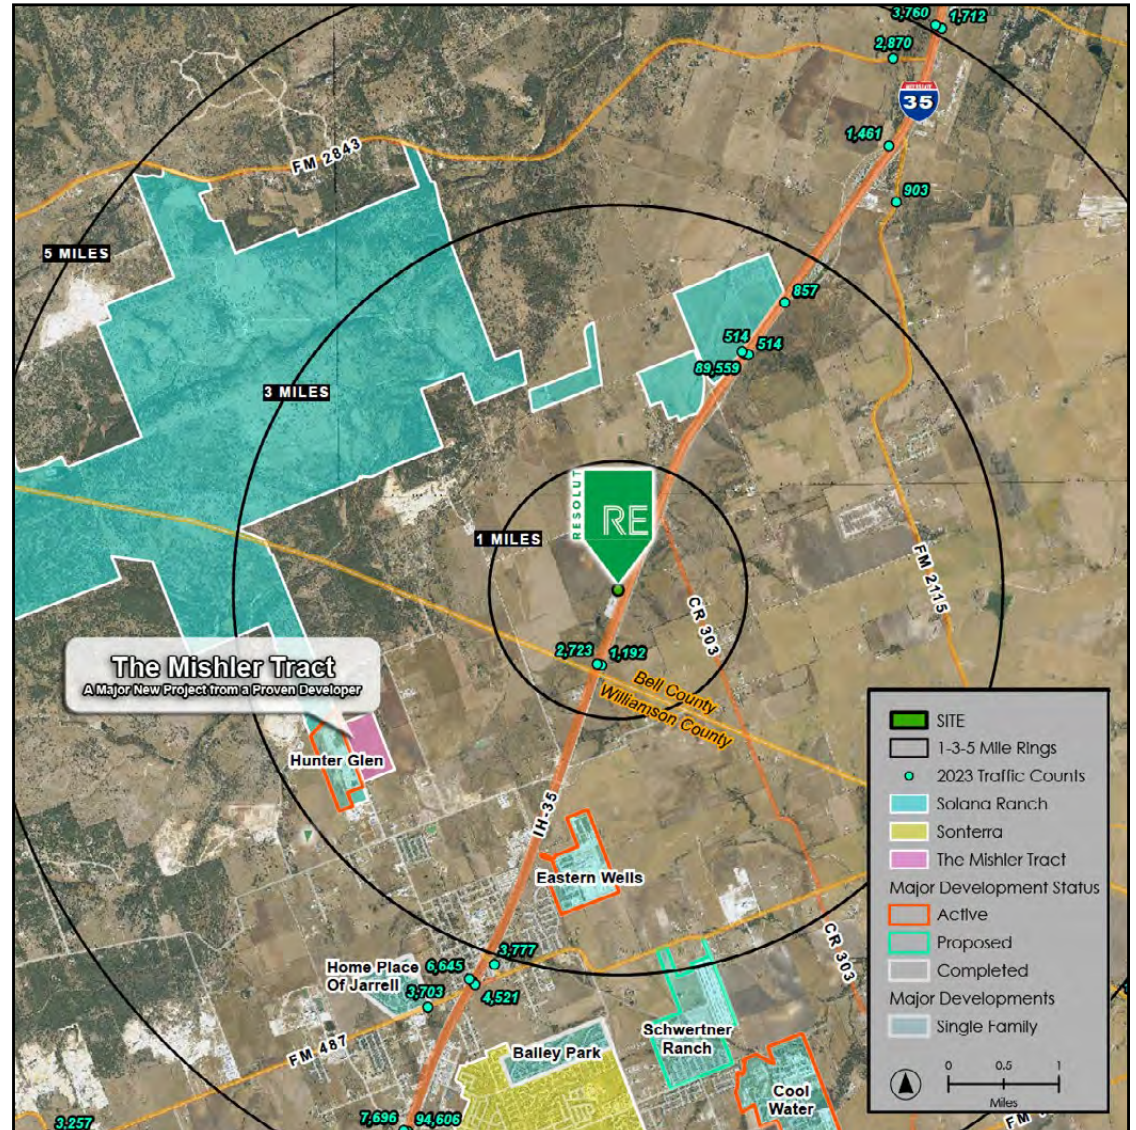 3,760
1,712
2,870
INTERSTATE
35
1,461
FM 2843
903
5 MILES
857
514
514
89,559
3 MILES
RESOLUT
RE
1 MILES
FM 2115
CR 303
2,723
1,192
Bell County
Williamson County
The Mishler Tract
A Major New Project from a Proven Developer
Hunter Glen
IH-35
Eastern Wells
CR 303
3,777
6,645
Home Place
Of Jarrell
3,703
4,521
FM 487
Schwertner
Ranch
Bailey Park
Cool
Water
7,696
94,606
3,257
SITE
1-3-5 Mile Rings
2023 Traffic Counts
Solana Ranch
Sonterra
The Mishler Tract
Major Development Status
Active
Proposed
Completed
Major Developments
Single Family
0
0.5
1
Miles
FM